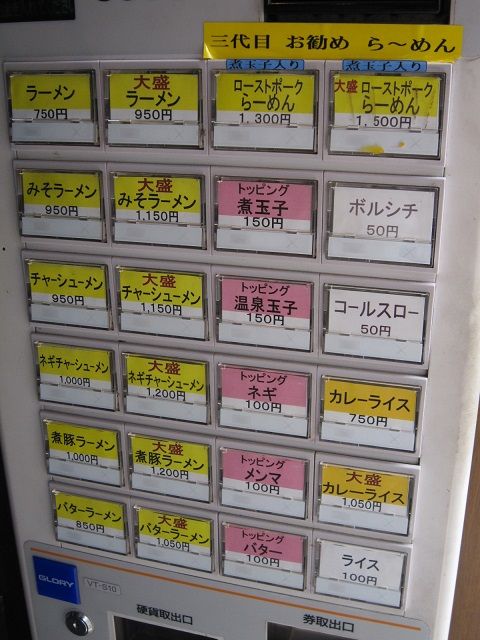 三代目 お勧め ら～めん
煮玉子入り 煮玉子入り
ラーメン
750円
大盛
ラーメン
950円
ローストポーク
らーめん
1,300円
大盛 ローストポーク
らーめん
1,500円
みそラーメン
950円
大盛
みそラーメン
1,150円
トッピング
煮玉子
150円
ボルシチ
50円
チャーシューメン
950円
大盛
チャーシューメン
1,150円
トッピング
温泉玉子
150円
コールスロー
50円
ネギチャーシューメン
1,000円
大盛
ネギチャーシューメン
1,200円
トッピング
ネギ
100円
カレーライス
750円
煮豚ラーメン
1,000円
大盛
煮豚ラーメン
1,200円
トッピング
メンマ
100円
大盛
カレーライス
1,050円
バターラーメン
850円
大盛
バターラーメン
1,050円
トッピング
バター
100円
ライス
100円
GLORY
VT-S10
硬貨取出口
券取出口